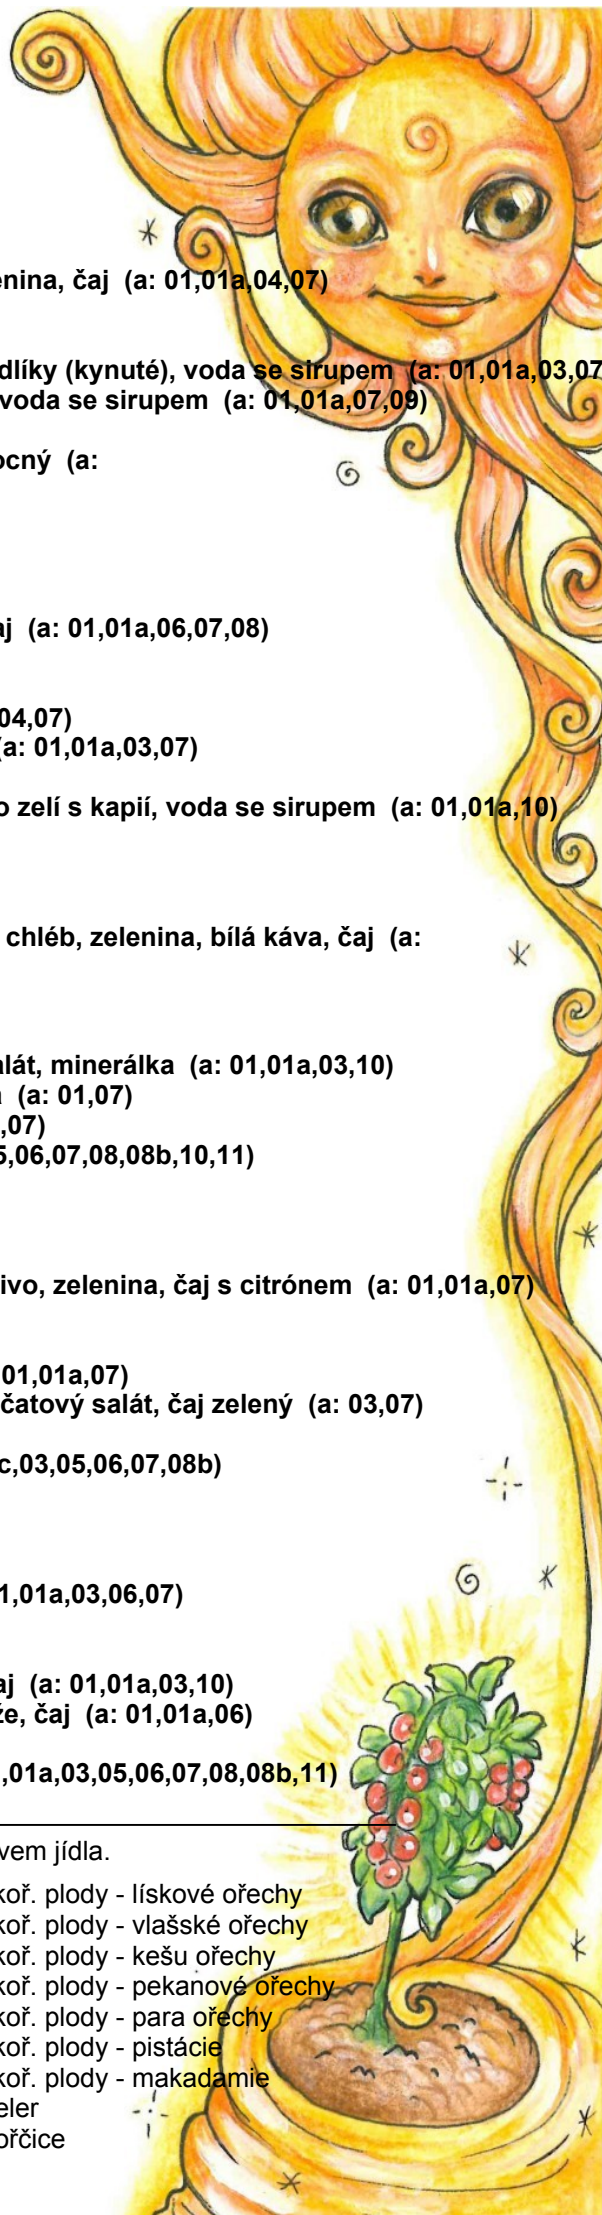 enina, čaj (a: 01,01a,04,07)
dlíky (kynuté), voda se sirupem (a: 01,01a,03,07
voda se sirupem (a: 01,01a,07,09)
ocný (a:
aj (a: 01,01a,06,07,08)
04,07)
(a: 01,01a,03,07)
o zelí s kapií, voda se sirupem (a: 01,01a,10)
chléb, zelenina, bílá káva, čaj (a:
alát, minerálka (a: 01,01a,03,10)
(a: 01,07)
,07)
5,06,07,08,08b,10,11)
ivo, zelenina, čaj s citrónem (a: 01,01a,07)
01,01a,07)
čatový salát, čaj zelený (a: 03,07)
c,03,05,06,07,08b)
1,01a,03,06,07)
aj (a: 01,01a,03,10)
že, čaj (a: 01,01a,06)
,01a,03,05,06,07,08,08b,11)
vem jídla.
koř. plody - lískové ořechy
koř. plody - vlašské ořechy
koř. plody - kešu ořechy
koř. plody - pekanové ořechy
koř. plody - para ořechy
koř. plody - pistácie
koř. plody - makadamie
eler
ořčice